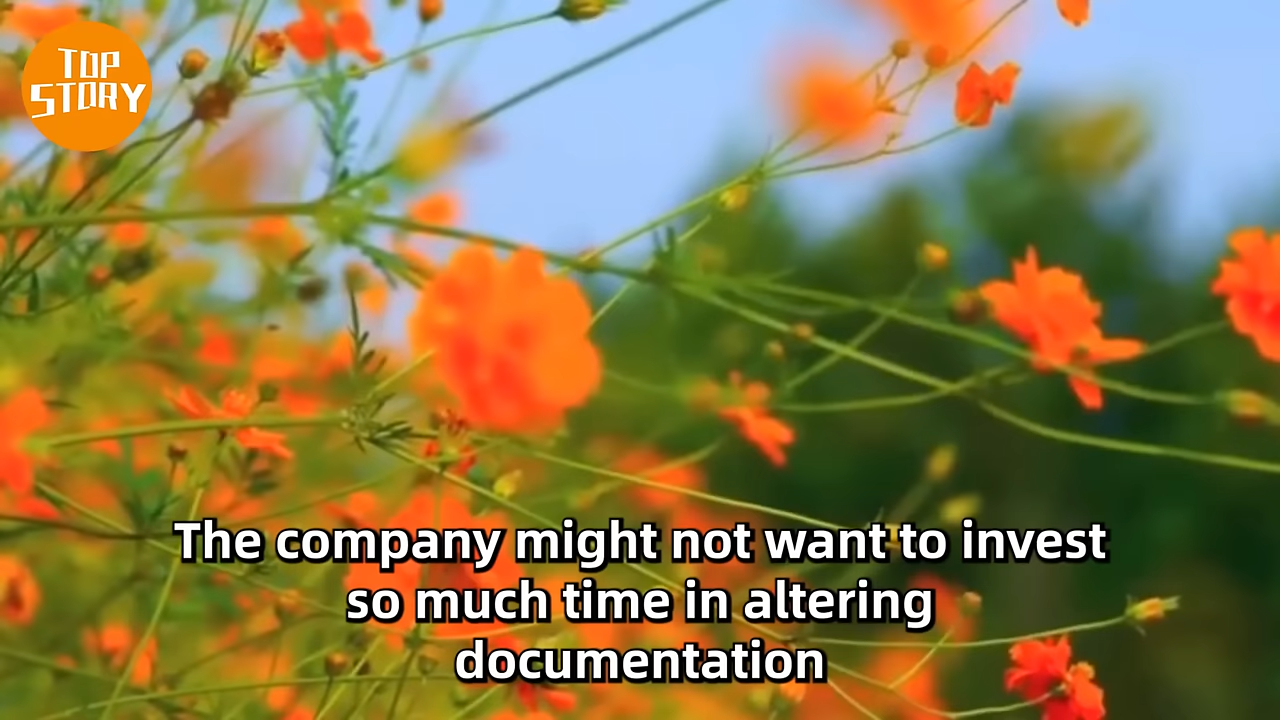 TOP
STORY
The company might not want to invest
so much time in altering
documentation